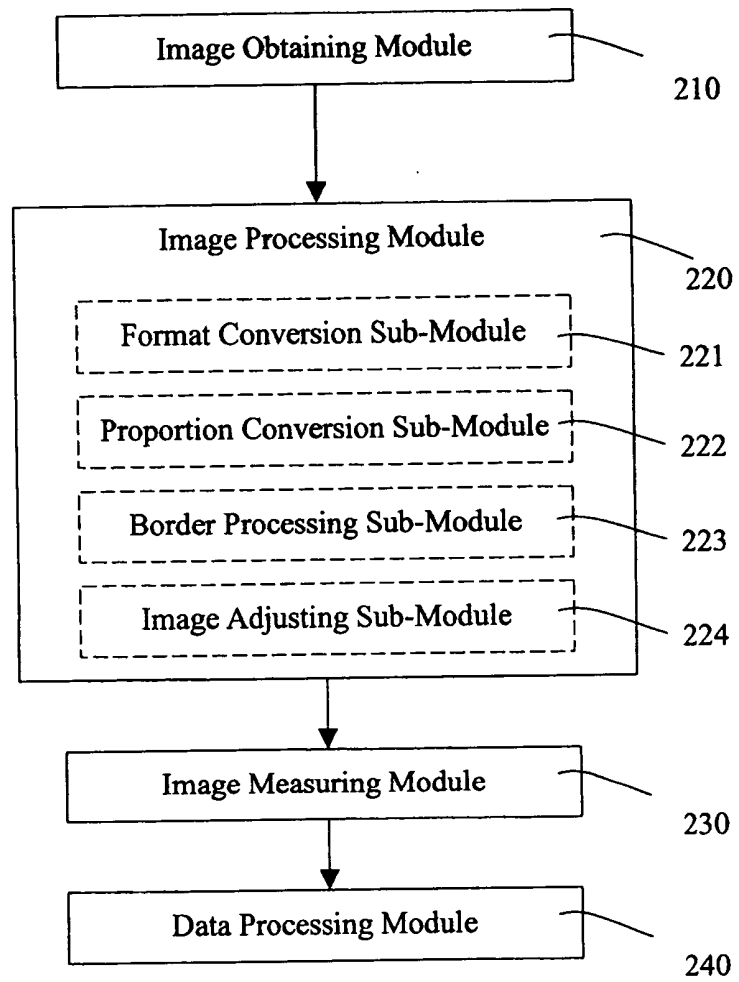 Image Obtaining Module
210
Image Processing Module
220
Format Conversion Sub-Module
221
Proportion Conversion Sub-Module
222
Border Processing Sub-Module
223
Image Adjusting Sub-Module
224
Image Measuring Module
230
Data Processing Module
240